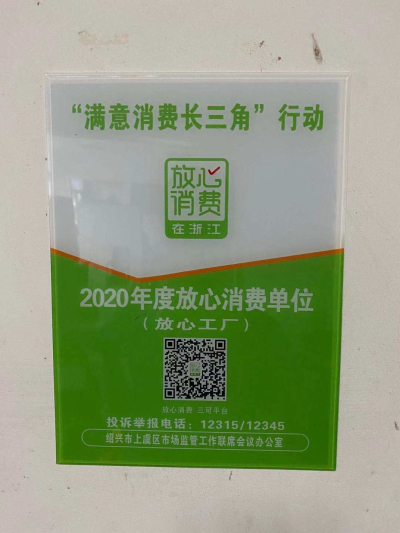 “满意消费长三角”行动
放心
消费
在浙江
2020年度放心消费单位
(放心工厂)
放心消费 三可平台
投诉举报电话：12315/12345
绍兴市上虞区市场监管工作联席会议办公室